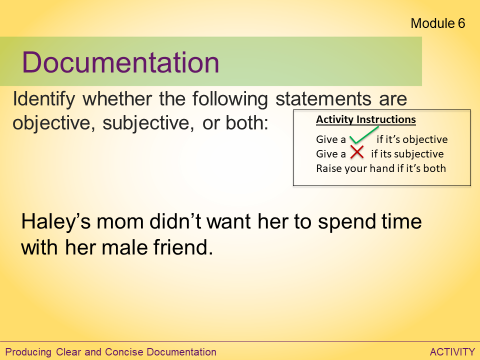 Module 6
Documentation
Identify whether the following statements are
objective, subjective, or both:
Activity Instructions
Give a if it's objective
Give a if its subjective
Raise your hand if it's both
Haley's mom didn't want her to spend time
with her male friend.
Producing Clear and Concise Documentation
ACTIVITY